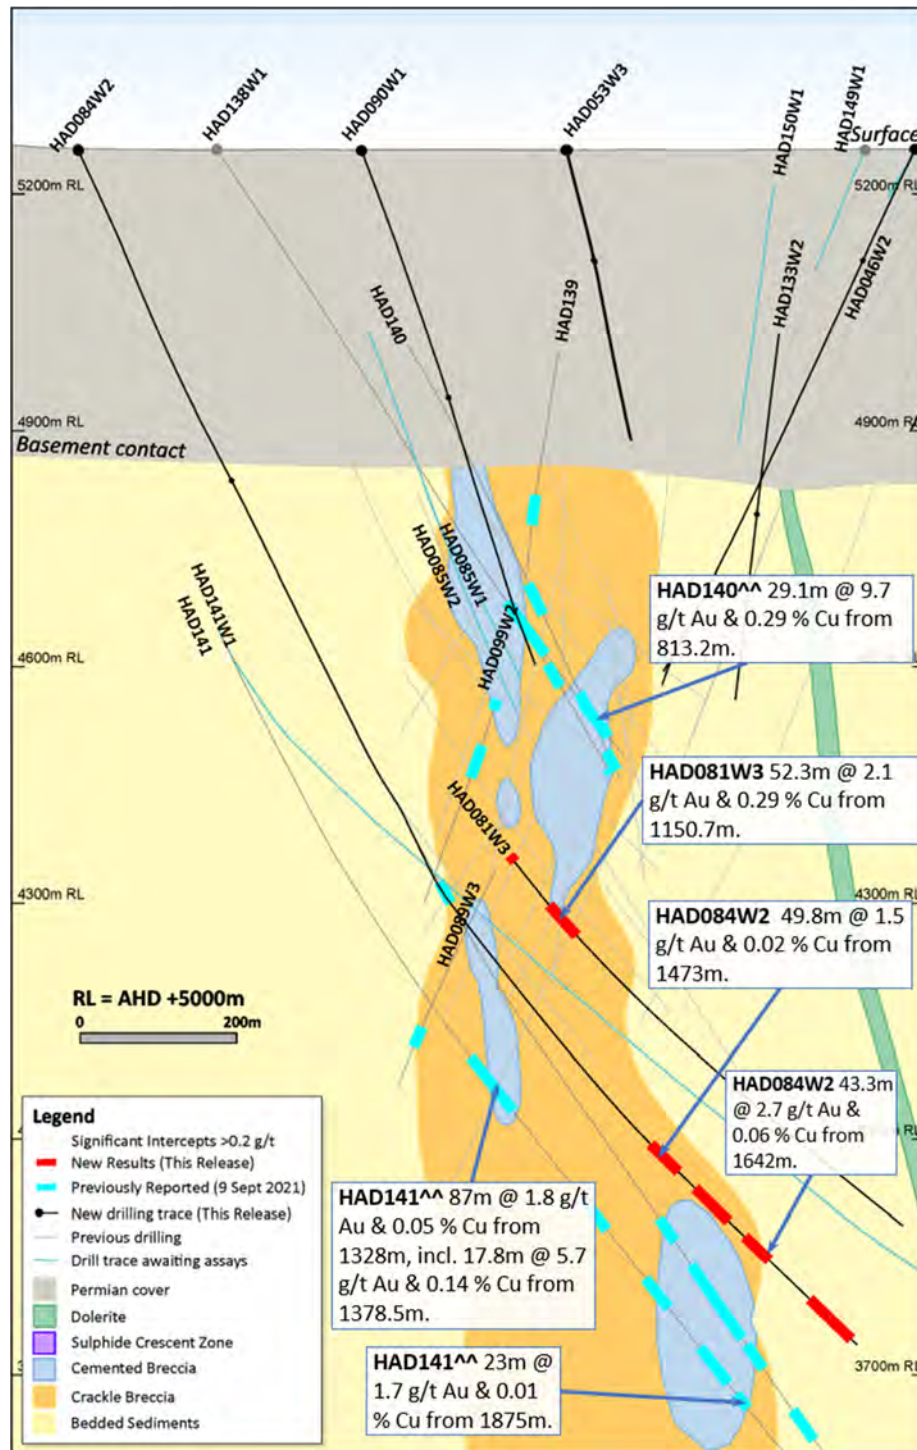 HAD084W2
HAD138W1
HAD090W1
HAD053W3
HAD150W1
HAD149W1
Surface
5200m RL
5200m RL
HAD133W2
HAD046W2
HAD140
HAD139
4900m RL
4900m RL
Basement contact
HAD085W1
HAD085W2
HAD141W1
HAD141
HAD099W2
HAD140^^ 29.1m @ 9.7
g/t Au & 0.29 % Cu from
813.2m.
4600m RL
HAD081W3 52.3m @ 2.1
g/t Au & 0.29 % Cu from
1150.7m.
HAD081W3
4300m RL
4300m RL
HAD089W3
HAD084W2 49.8m @ 1.5
g/t Au & 0.02 % Cu from
1473m.
RL = AHD +5000m
0
200m
HAD084W2 43.3m
@ 2.7 g/t Au &
0.06 % Cu from
1642m.
Legend
Significant Intercepts >0.2 g/t
New Results (This Release)
Previously Reported (9 Sept 2021)
New drilling trace (This Release)
Previous drilling
Drill trace awaiting assays
Permian cover
Dolerite
Sulphide Crescent Zone
Cemented Breccia
Crackle Breccia
Bedded Sediments
HAD141^^ 87m @ 1.8 g/t
Au & 0.05 % Cu from
1328m, incl. 17.8m @ 5.7
g/t Au & 0.14 % Cu from
1378.5m.
HAD141^^ 23m @
1.7 g/t Au & 0.01
% Cu from 1875m.
3700m RL